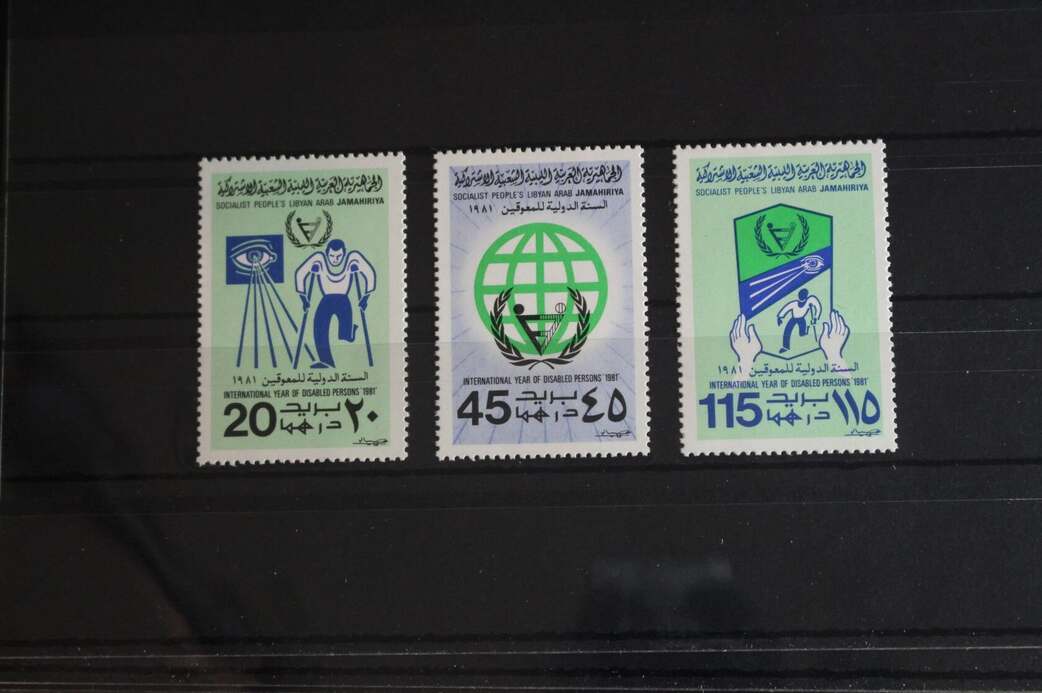 الجماهيرية العربية الليبية الشعبية الاشتراكية
SOCIALIST PEOPLE'S LIBYAN ARAB JAMAHIRIYA
السنة الدولية للمعوقين ١٩٨١
INTERNATIONAL YEAR OF DISABLED PERSONS '1981'
20 بريد ٢٠
درهما
الجماهيرية العربية الليبية الشعبية الاشتراكية
SOCIALIST PEOPLE'S LIBYAN ARAB JAMAHIRIYA
السنة الدولية للمعوقين ١٩٨١
INTERNATIONAL YEAR OF DISABLED PERSONS '1981'
45 بريد ٤٥
درهما
الجماهيرية العربية الليبية الشعبية الاشتراكية
SOCIALIST PEOPLE'S LIBYAN ARAB JAMAHIRIYA
السنة الدولية للمعوقين ١٩٨١
INTERNATIONAL YEAR OF DISABLED PERSONS '1981'
115 بريد ١١٥
درهما